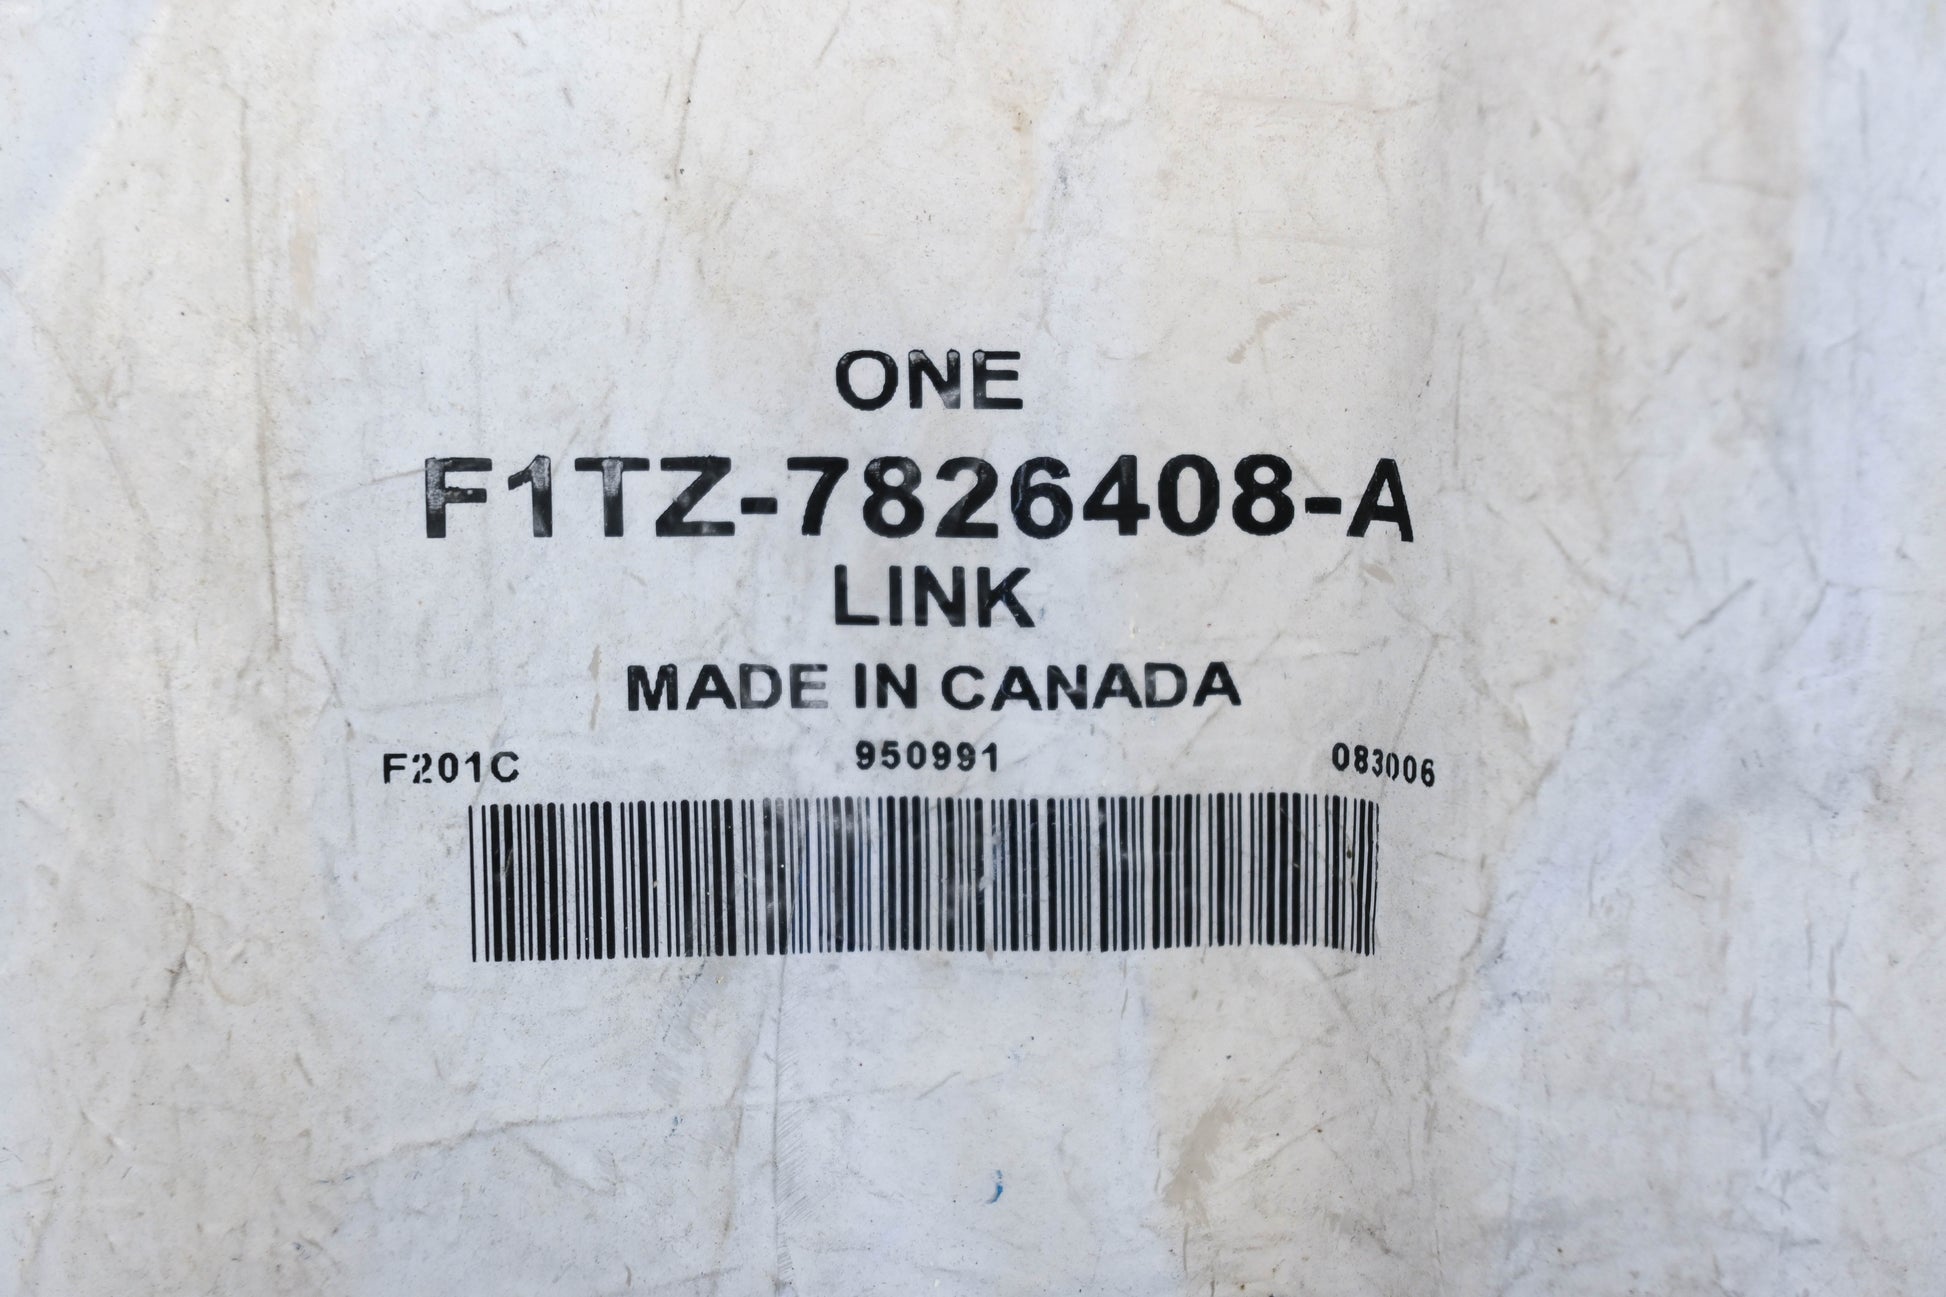 ONE
F1TZ-7826408-A
LINK
MADE IN CANADA
F201C 950991 083006